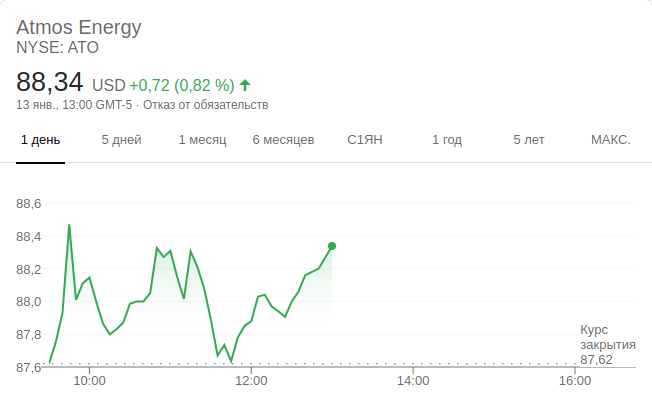 Atmos Energy
NYSE: ATO
88,34 USD +0,72 (0,82 %)
13 янв., 13:00 GMT-5 · Отказ от обязательств
1 день 5 дней 1 месяц 6 месяцев С1ЯН 1 год 5 лет МАКС.
88,6
88,4
88,2
88,0
87,8
87,6
Курс
закрытия
87,62
10:00 12:00 14:00 16:00